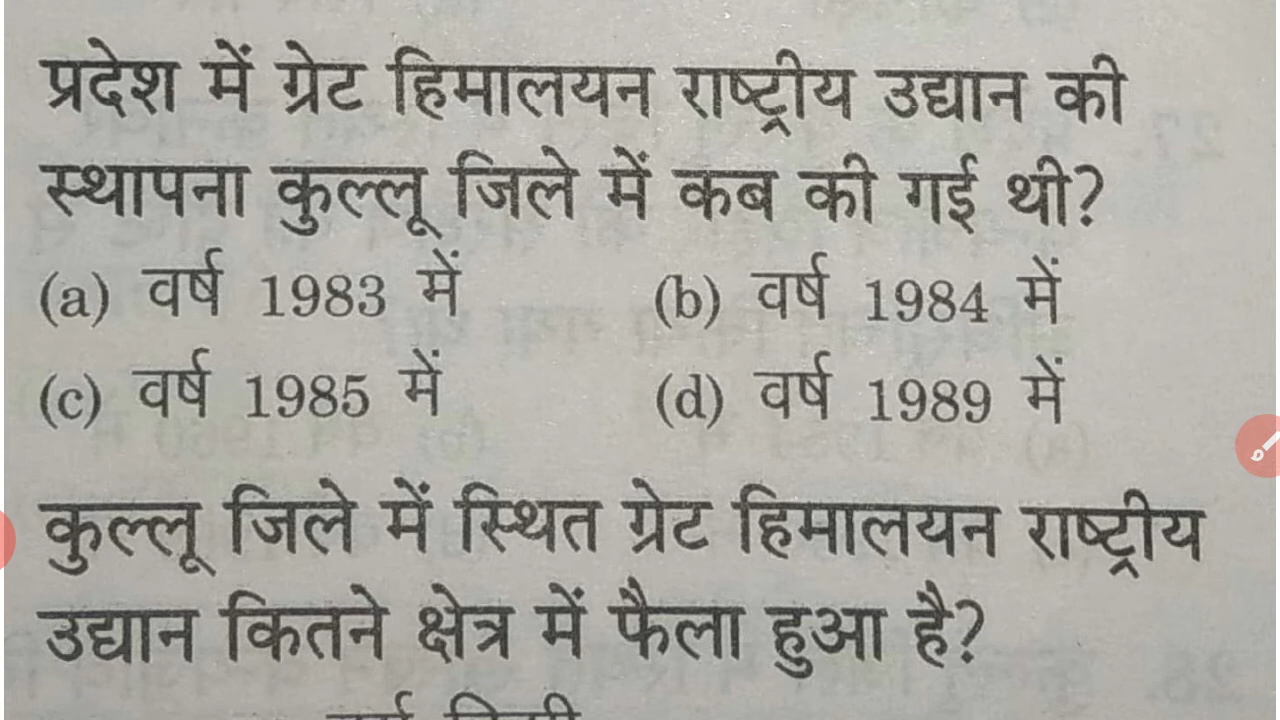 प्रदेश में ग्रेट हिमालयन राष्ट्रीय उद्यान की
स्थापना कुल्लू जिले में कब की गई थी?
(a) वर्ष 1983 में (b) वर्ष 1984 में
(c) वर्ष 1985 में (d) वर्ष 1989 में
कुल्लू जिले में स्थित ग्रेट हिमालयन राष्ट्रीय
उद्यान कितने क्षेत्र में फैला हुआ है?